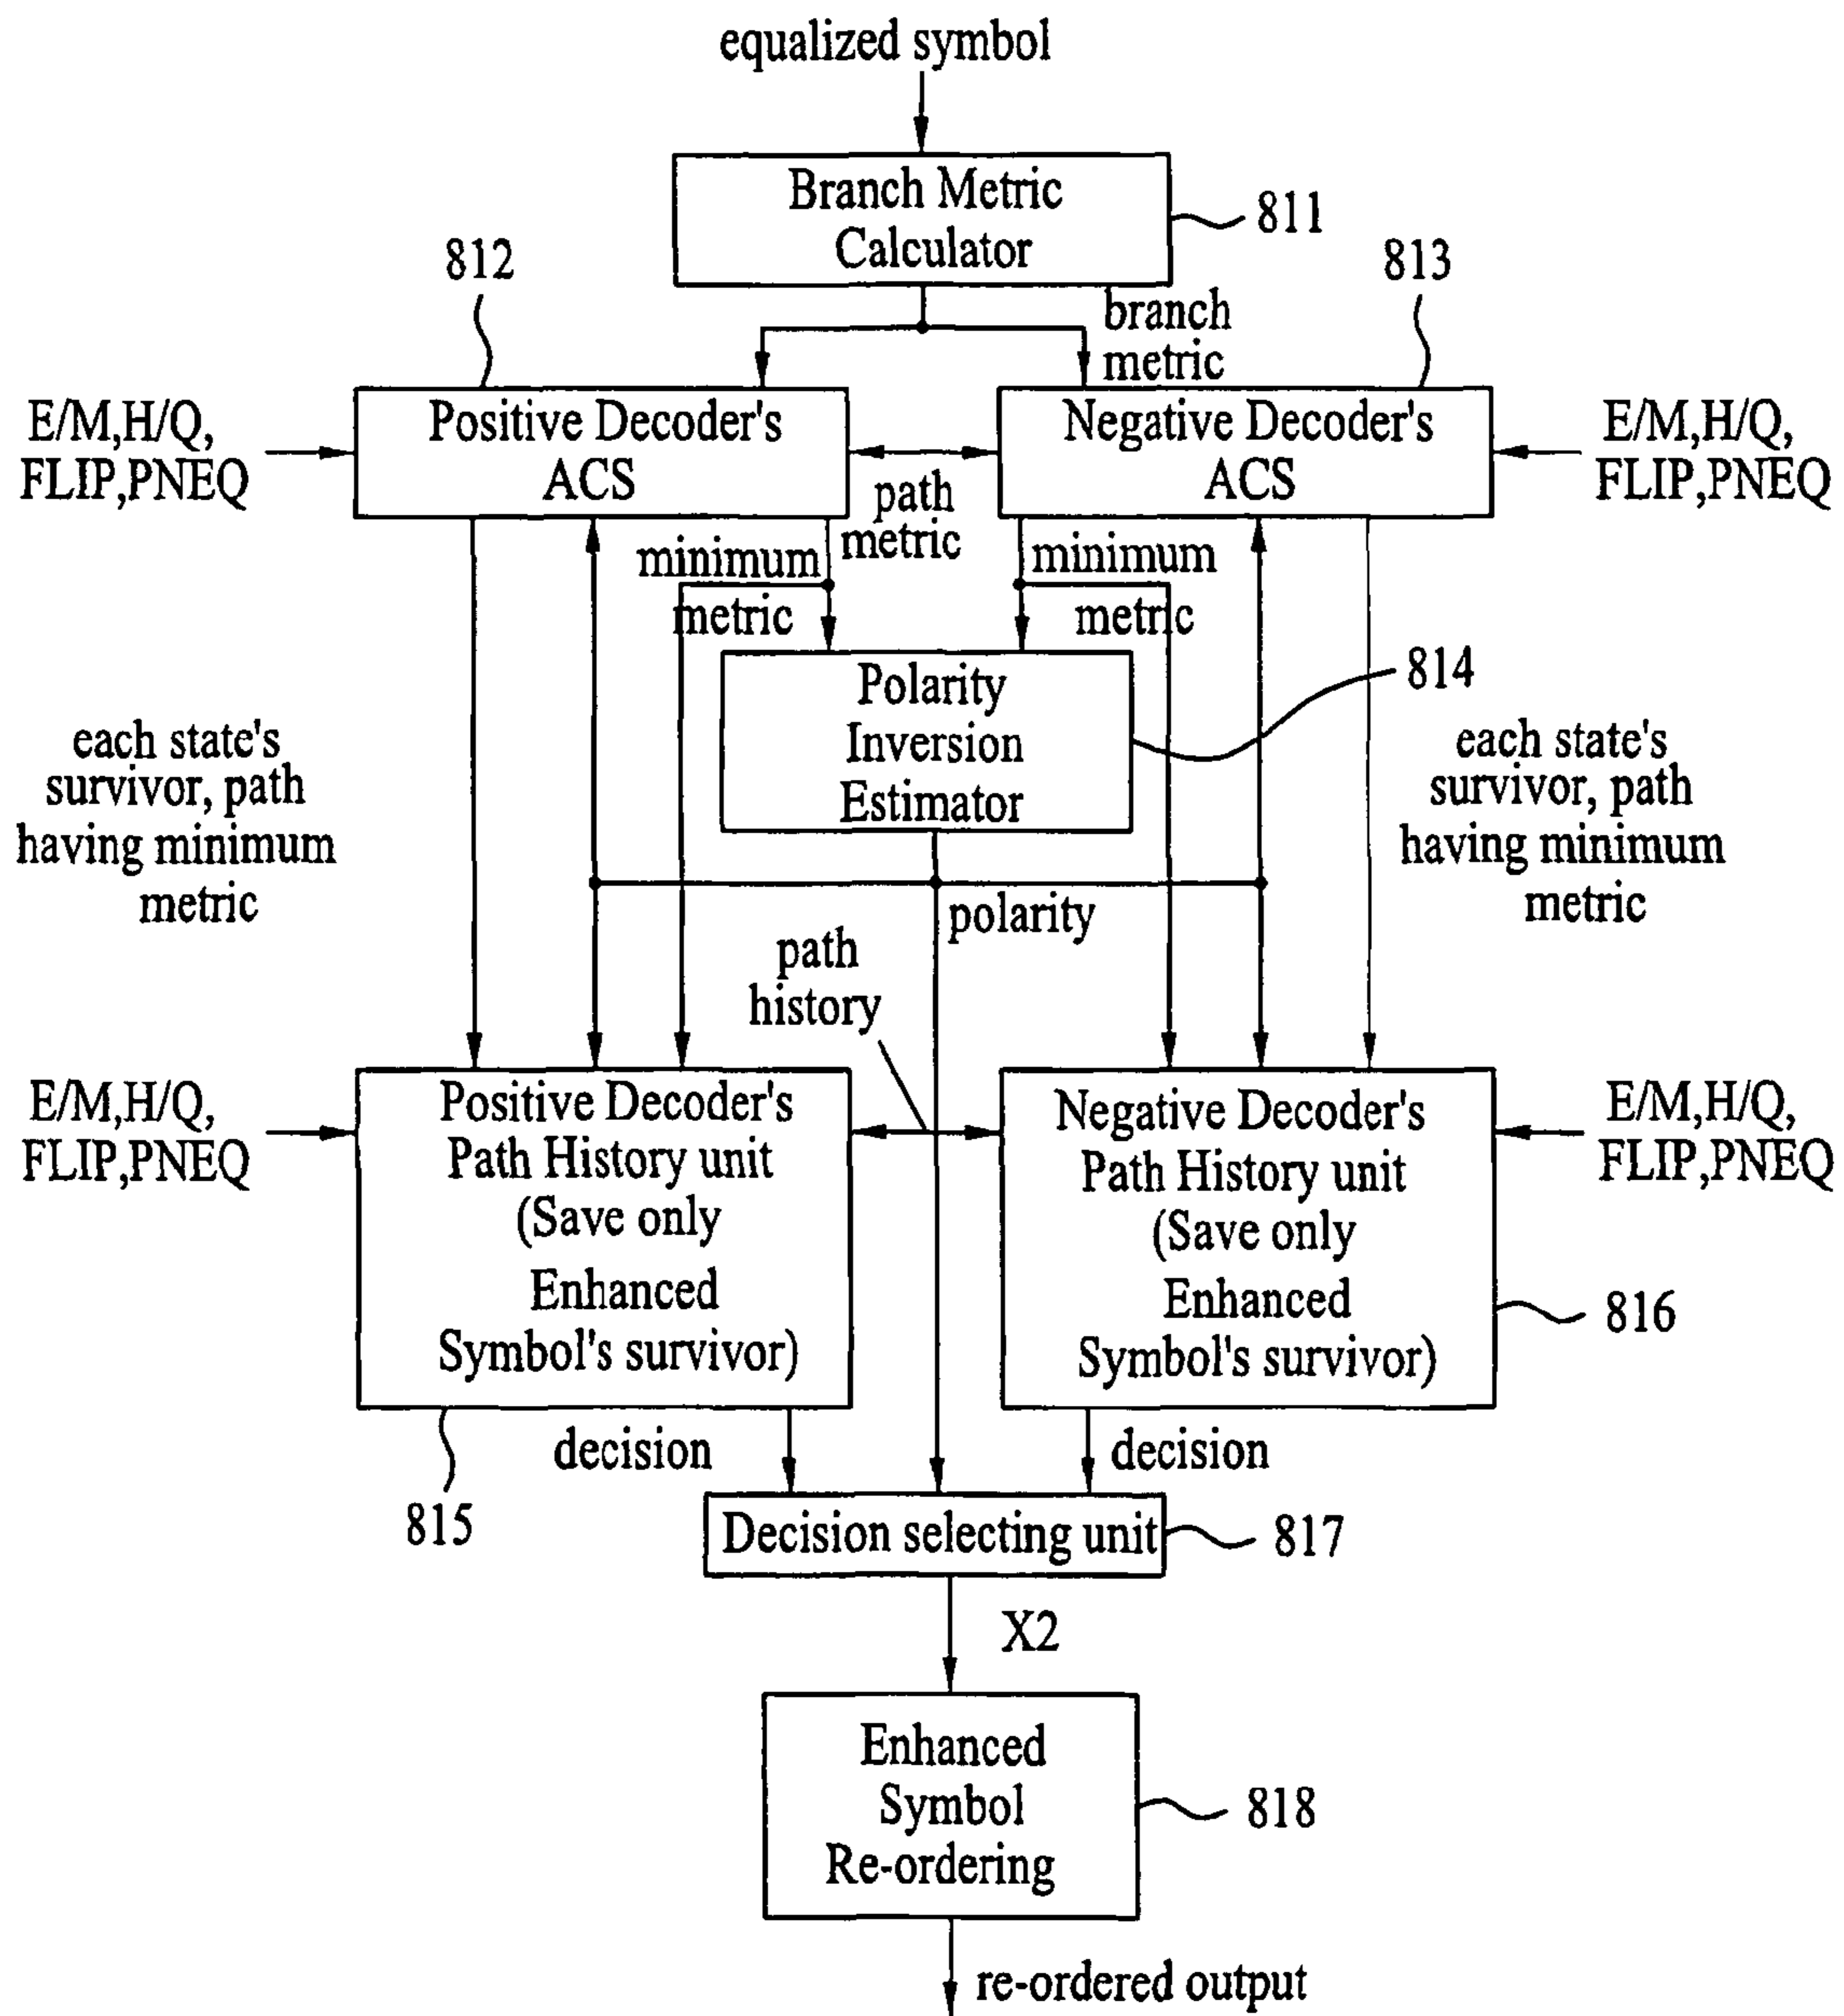 equalized symbol
Branch Metric
Calculator
811
812
813
branch
metric
E/M,H/Q,
FLIP,PNEQ
Positive Decoder's
ACS
Negative Decoder's
ACS
E/M,H/Q,
FLIP,PNEQ
path
metric
minimum
metric
minimum
metric
Polarity
Inversion
Estimator
814
each state's
survivor, path
having minimum
metric
each state's
survivor, path
having minimum
metric
polarity
path
history
E/M,H/Q,
FLIP,PNEQ
Positive Decoder's
Path History unit
(Save only
Enhanced
Symbol's survivor)
Negative Decoder's
Path History unit
(Save only
Enhanced
Symbol's survivor)
E/M,H/Q,
FLIP,PNEQ
816
decision
decision
815
Decision selecting unit
817
X2
Enhanced
Symbol
Re-ordering
818
re-ordered output